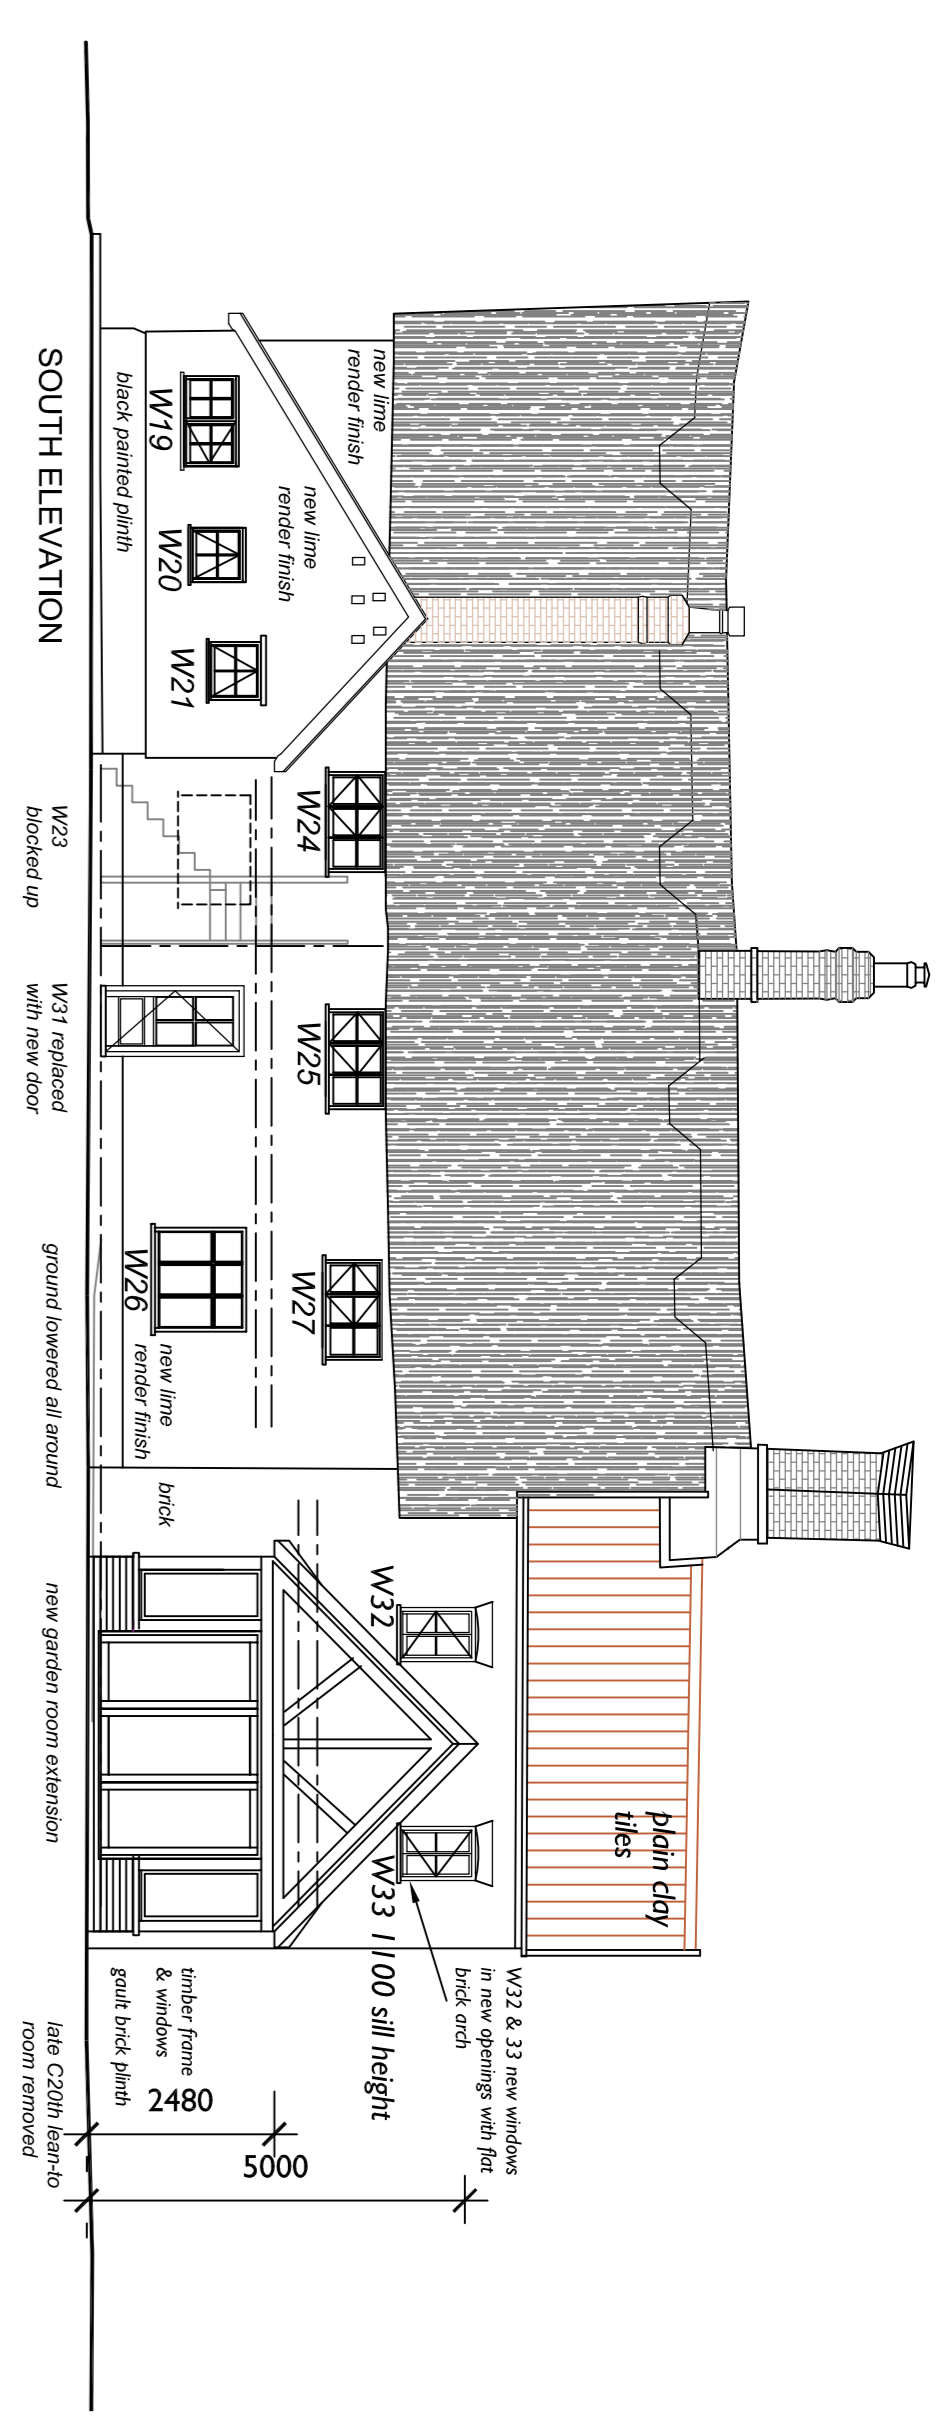 plain clay
tiles
W32 & 33 new windows
in new openings with flat
brick arch
new lime
render finish
new lime
render finish
W24
W25
W27
W32
W33 1100 sill height
W19
W20
W21
W26
new lime
render finish
brick
timber frame
& windows
gault brick plinth
2480
5000
black painted plinth
SOUTH ELEVATION
W23
blocked up
W31 replaced
with new door
ground lowered all around
new garden room extension
late C20th lean-to
room removed